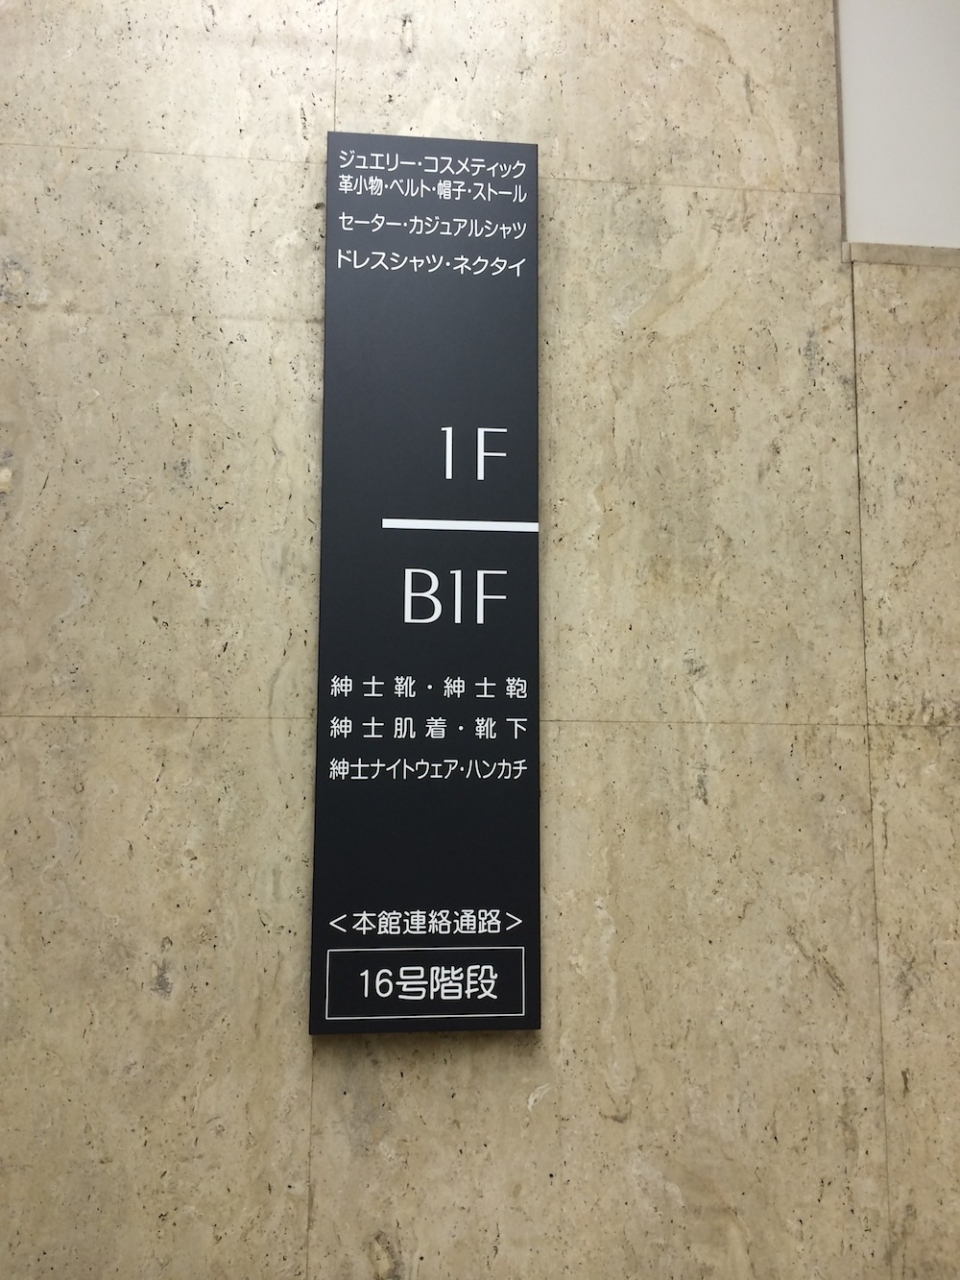 ジュエリー・コスメティック
革小物・ベルト・帽子・ストール
セーター・カジュアルシャツ
ドレスシャツ・ネクタイ
1F
B1F
紳士靴・紳士鞄
紳士肌着・靴下
紳士ナイトウェア・ハンカチ
＜本館連絡通路＞
16号階段